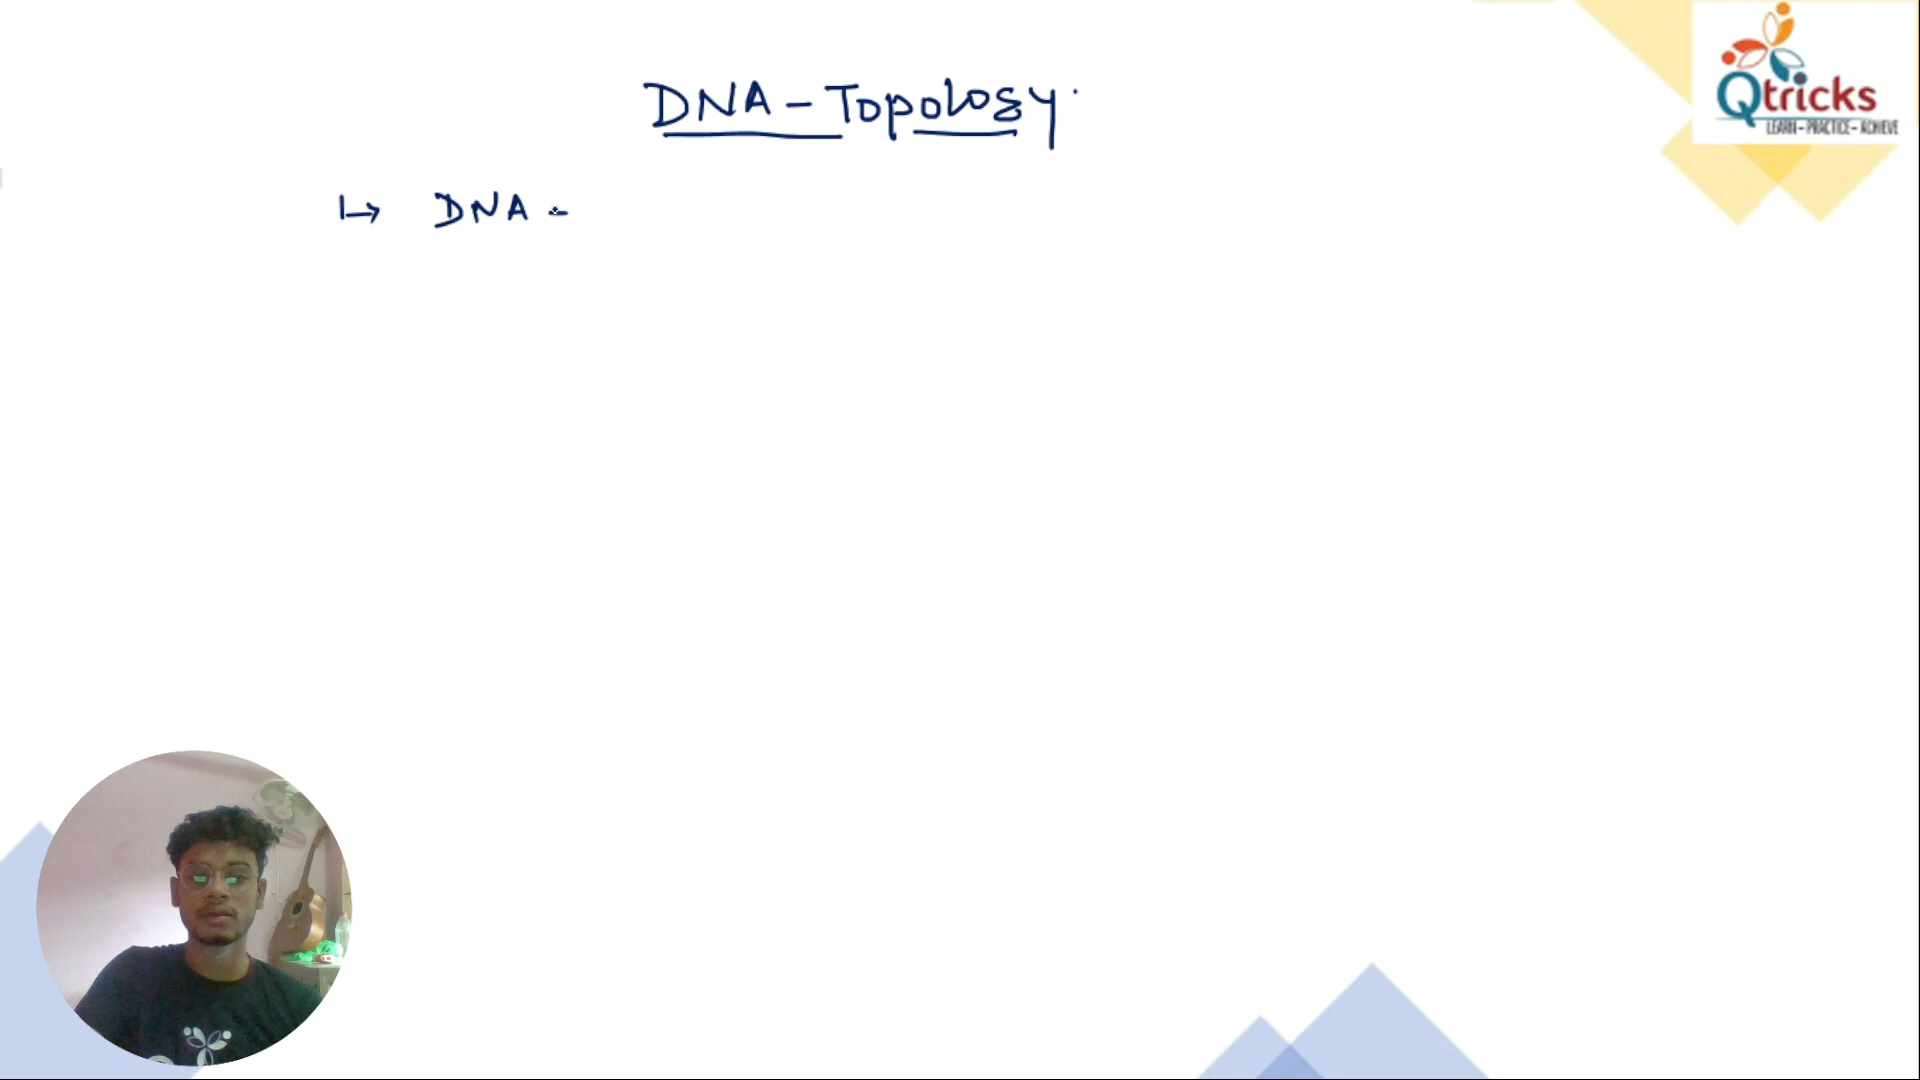 DNA - Topology.
↳ DNA -
Qtricks
LEARN - PRACTICE - ACHIEVE